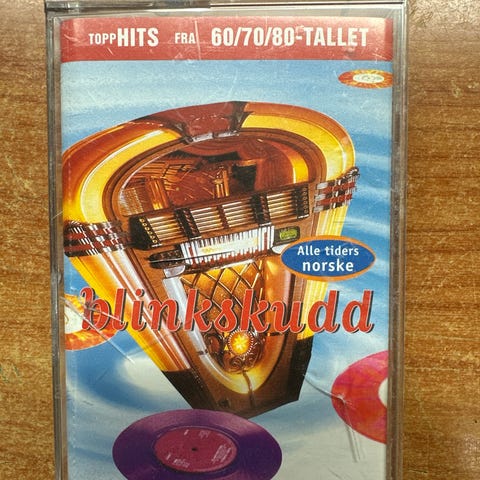 TOPPHITS FRA 60/70/80-TALLET
Alle tiders
norske
blinkskudd